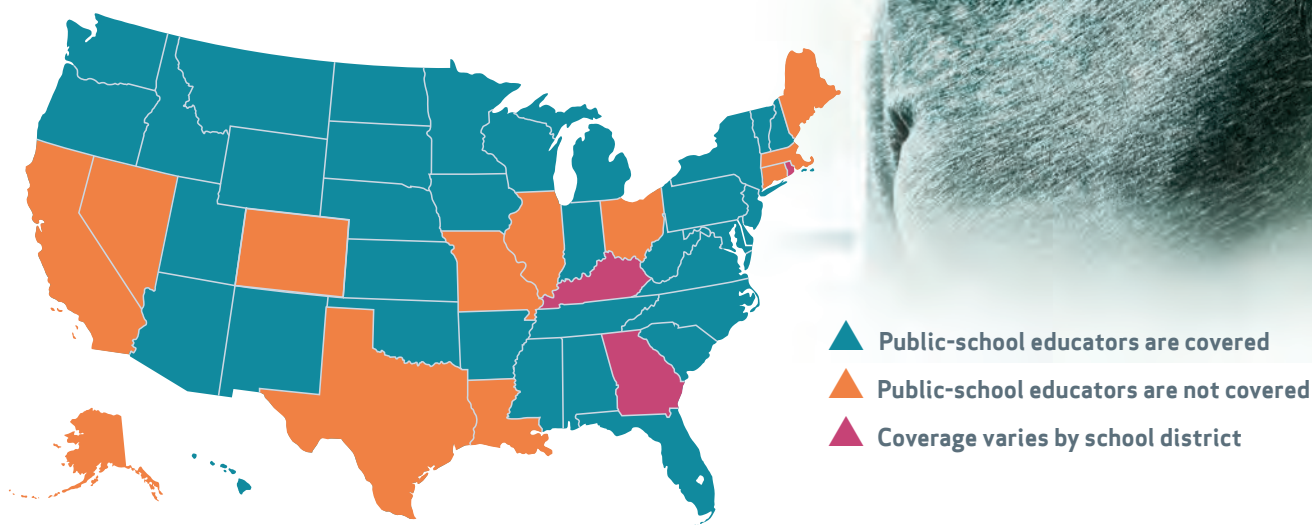 Public-school educators are covered
Public-school educators are not covered
Coverage varies by school district